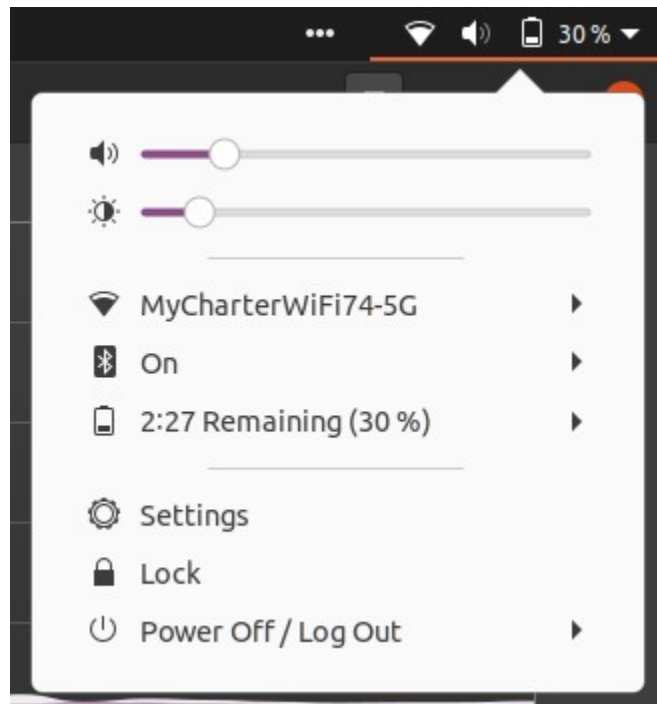 30 %
MyCharterWiFi74-5G
On
2:27 Remaining (30 %)
Settings
Lock
Power Off / Log Out